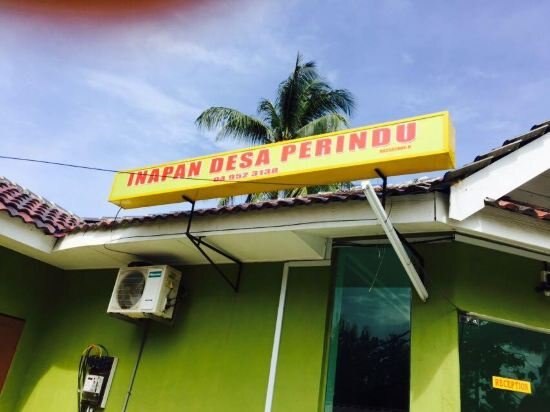 INAPAN DESA PERINDU
04 952 3138
RECEPTION